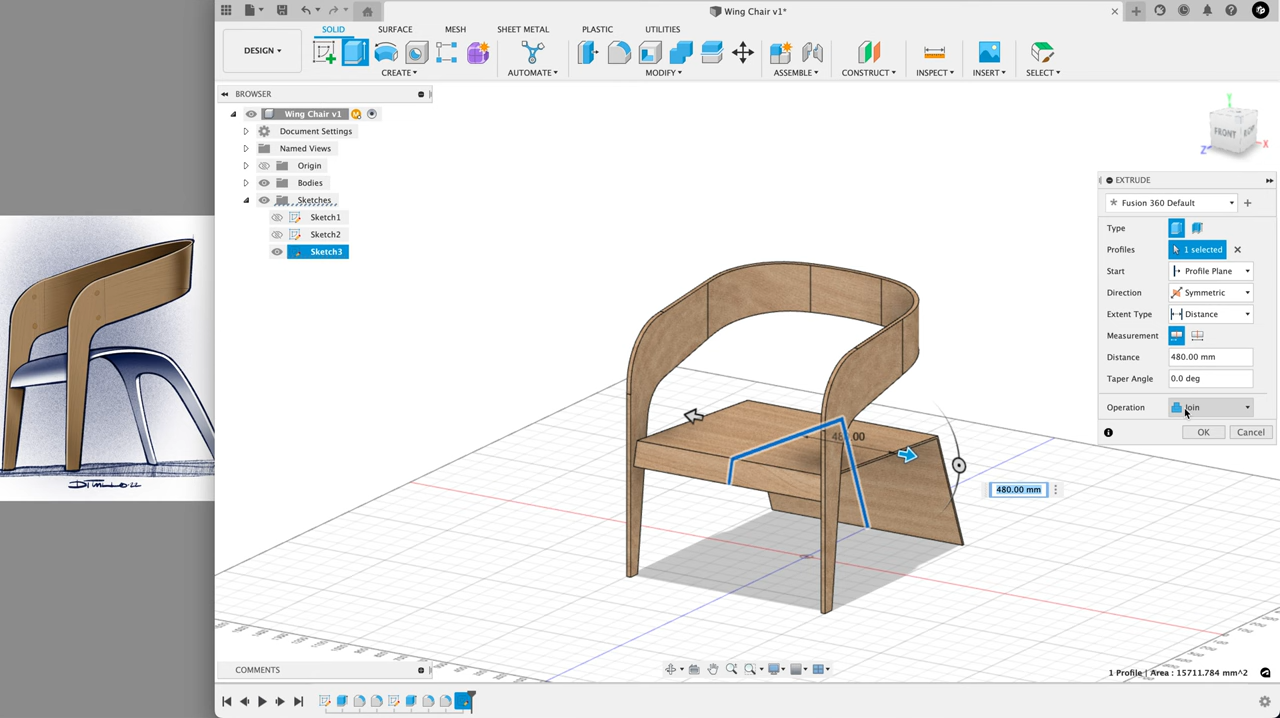 Wing Chair v1*
DESIGN
SOLID
SURFACE
MESH
SHEET METAL
PLASTIC
UTILITIES
CREATE
AUTOMATE
MODIFY
ASSEMBLE
CONSTRUCT
INSPECT
INSERT
SELECT
BROWSER
Wing Chair v1
Document Settings
Named Views
Origin
Bodies
Sketches
Sketch1
Sketch2
Sketch3
FRONT
Y
Z
X
EXTRUDE
Fusion 360 Default
Type
Profiles
1 selected
Start
Profile Plane
Direction
Symmetric
Extent Type
Distance
Measurement
Distance
480.00 mm
Taper Angle
0.0 deg
Operation
Join
OK
Cancel
480.00 mm
COMMENTS
1 Profile | Area : 15711.784 mm^2